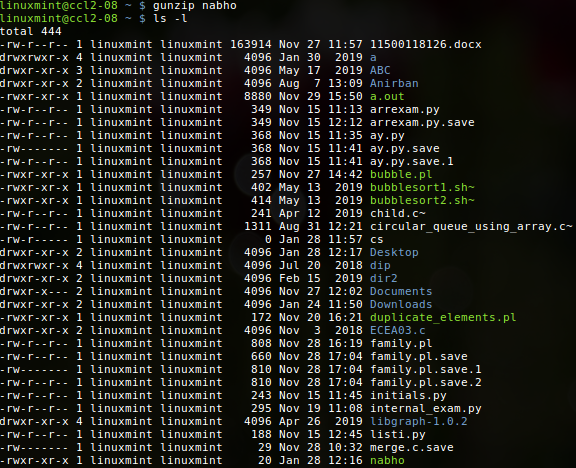 linuxmint@ccl2-08 ~ $ gunzip nabho
linuxmint@ccl2-08 ~ $ ls -l
total 444
-rw-r--r-- 1 linuxmint linuxmint 163914 Nov 27 11:57 11500118126.docx
drwxrwxr-x 4 linuxmint linuxmint   4096 Jan 30  2019 a
drwxrwxr-x 3 linuxmint linuxmint   4096 May 17  2019 ABC
drwxrwxr-x 2 linuxmint linuxmint   4096 Aug  7 13:09 Anirban
-rwxr-xr-x 1 linuxmint linuxmint   8880 Nov 29 15:50 a.out
-rw-r--r-- 1 linuxmint linuxmint    349 Nov 15 11:13 arrexam.py
-rw-r--r-- 1 linuxmint linuxmint    349 Nov 15 12:12 arrexam.py.save
-rw-r--r-- 1 linuxmint linuxmint    368 Nov 15 11:35 ay.py
-rw------- 1 linuxmint linuxmint    368 Nov 15 11:41 ay.py.save
-rw-r--r-- 1 linuxmint linuxmint    368 Nov 15 11:41 ay.py.save.1
-rwxr-xr-x 1 linuxmint linuxmint    257 Nov 27 14:42 bubble.pl
-rwxr-xr-x 1 linuxmint linuxmint    402 May 13  2019 bubblesort1.sh~
-rwxr-xr-x 1 linuxmint linuxmint    414 May 13  2019 bubblesort2.sh~
-rw-r--r-- 1 linuxmint linuxmint    241 Apr 12  2019 child.c~
-rw-rw-r-- 1 linuxmint linuxmint   1311 Aug 31 12:21 circular_queue_using_array.c~
-rw-r----- 1 linuxmint linuxmint      0 Jan 28 11:57 cs
drwxr-xr-x 2 linuxmint linuxmint   4096 Jan 28 12:17 Desktop
drwxrwxr-x 4 linuxmint linuxmint   4096 Jul 20  2018 dip
drwxr-xr-x 2 linuxmint linuxmint   4096 Feb 15  2019 dir2
drwxr-x--- 2 linuxmint linuxmint   4096 Nov 27 12:02 Documents
drwxr-xr-x 2 linuxmint linuxmint   4096 Jan 24 11:50 Downloads
-rwxr-xr-x 1 linuxmint linuxmint    172 Nov 20 16:21 duplicate_elements.pl
drwxr-xr-x 2 linuxmint linuxmint   4096 Nov  3  2018 ECEA03.c
-rw-r--r-- 1 linuxmint linuxmint    808 Nov 28 16:19 family.pl
-rw-r--r-- 1 linuxmint linuxmint    660 Nov 28 17:04 family.pl.save
-rw------- 1 linuxmint linuxmint    810 Nov 28 17:04 family.pl.save.1
-rw-r--r-- 1 linuxmint linuxmint    810 Nov 28 17:04 family.pl.save.2
-rw-r--r-- 1 linuxmint linuxmint    243 Nov 15 11:45 initials.py
-rw-r--r-- 1 linuxmint linuxmint    295 Nov 19 11:08 internal_exam.py
drwxr-xr-x 4 linuxmint linuxmint   4096 Apr 26  2019 libgraph-1.0.2
-rw-r--r-- 1 linuxmint linuxmint    188 Nov 15 12:45 listi.py
-rw------- 1 linuxmint linuxmint     29 Nov 28 10:32 merge.c.save
-rwxr-xr-x 1 linuxmint linuxmint     20 Jan 28 12:16 nabho